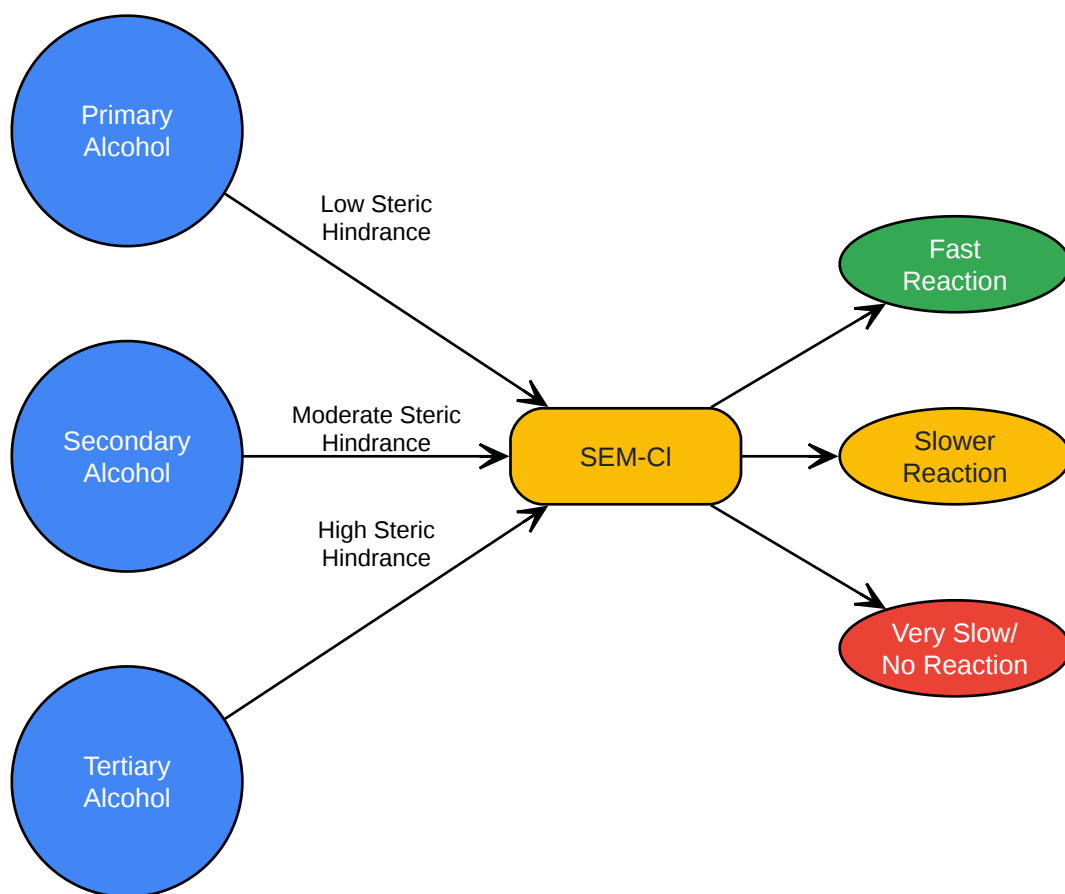 Primary
Alcohol
Low Steric
Hindrance
Fast
Reaction
Secondary
Alcohol
Moderate Steric
Hindrance
SEM-Cl
Slower
Reaction
High Steric
Hindrance
Very Slow/
No Reaction
Tertiary
Alcohol